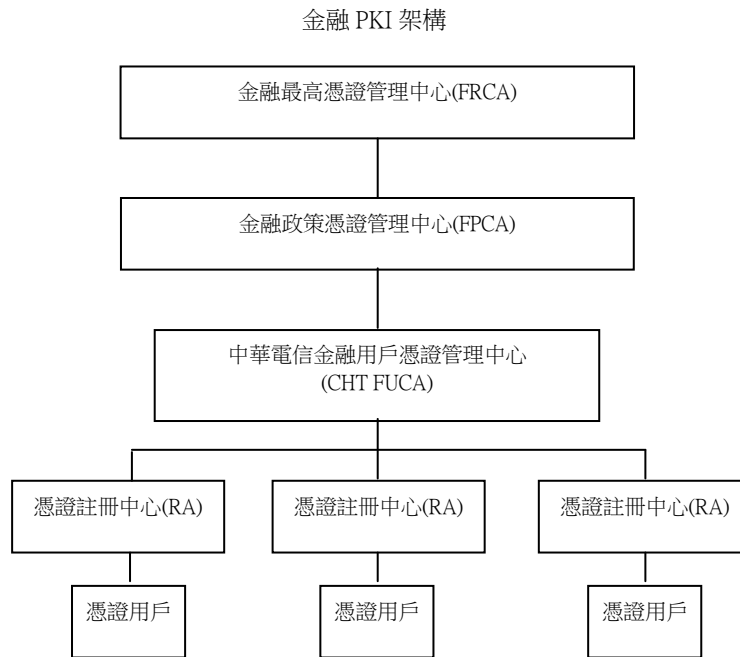 金融 PKI 架構
金融最高憑證管理中心(FRCA)
金融政策憑證管理中心(FPCA)
中華電信金融用戶憑證管理中心
(CHT FUCA)
憑證註冊中心(RA)
憑證註冊中心(RA)
憑證註冊中心(RA)
憑證用戶
憑證用戶
憑證用戶